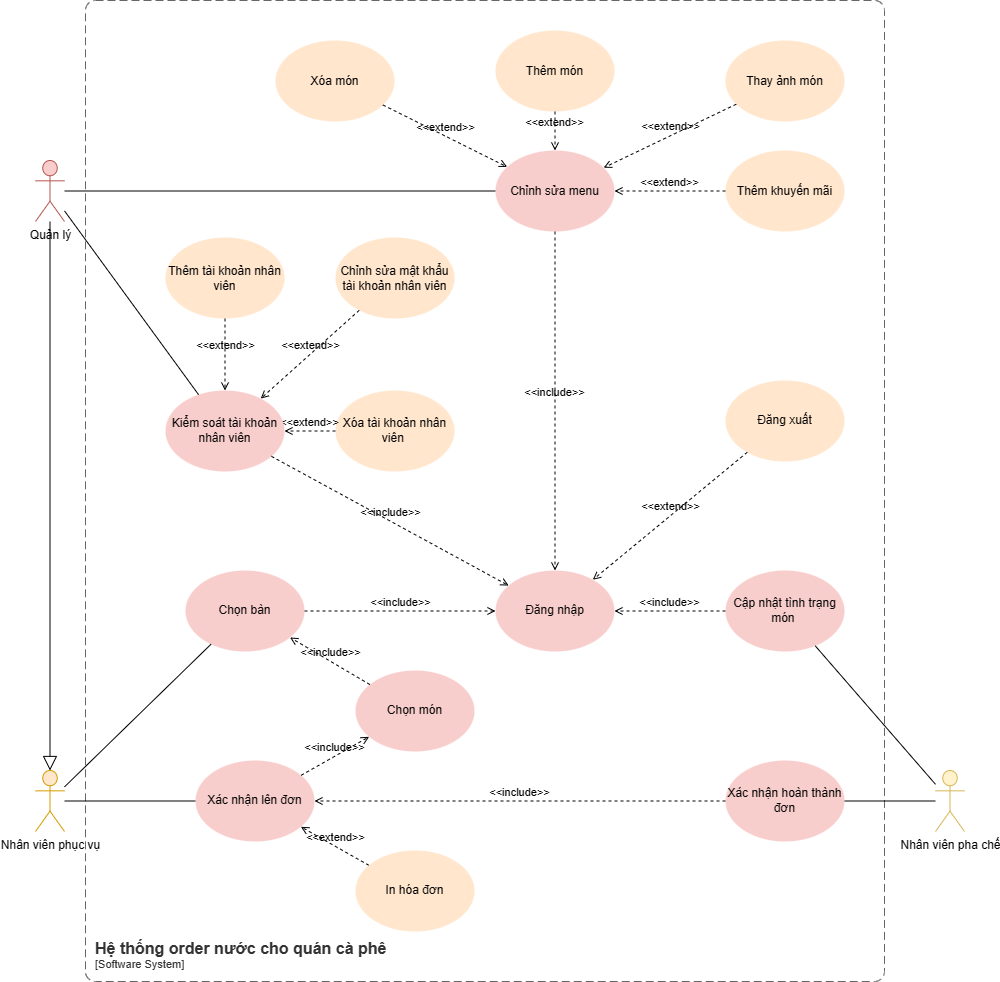 Xóa món
Thêm món
Thay ảnh món
<<extend>>
<<extend>>
<<extend>>
Chỉnh sửa menu
<<extend>>
Thêm khuyến mãi
Quản lý
Thêm tài khoản nhân
viên
Chỉnh sửa mật khẩu
tài khoản nhân viên
<<extend>>
<<extend>>
<<include>>
Kiểm soát tài khoản
nhân viên
<<extend>>
Xóa tài khoản nhân
viên
Đăng xuất
<<include>>
<<extend>>
Chọn bàn
<<include>>
Đăng nhập
<<include>>
Cập nhật tình trạng
món
<<include>>
Chọn món
<<include>>
Xác nhận lên đơn
<<include>>
Xác nhận hoàn thành
đơn
Nhân viên phục vụ
<<extend>>
Nhân viên pha chế
In hóa đơn
Hệ thống order nước cho quán cà phê
[Software System]